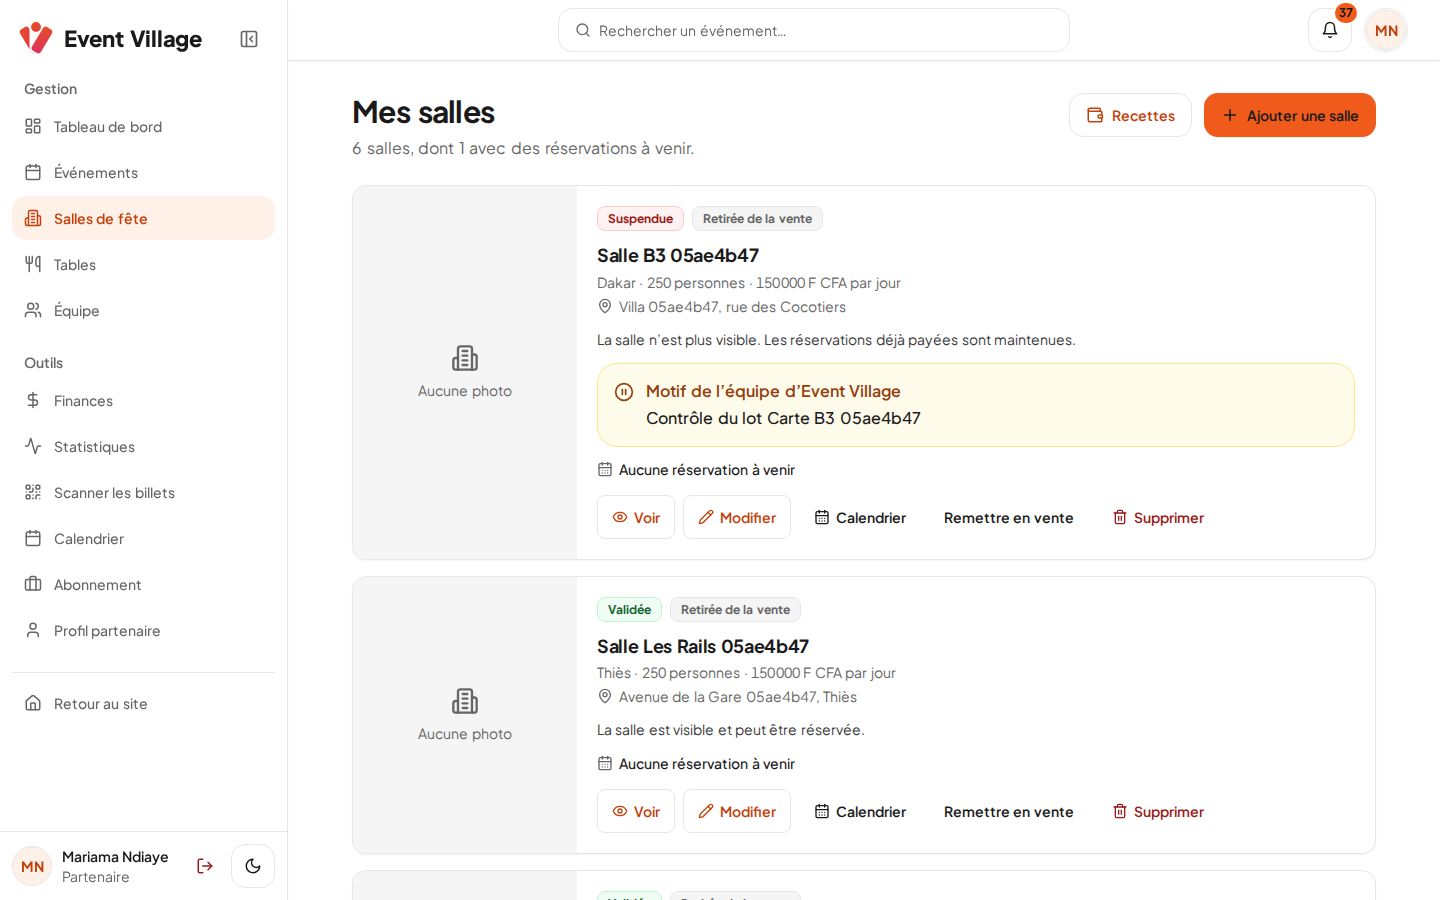 Event Village
Rechercher un événement...
37
MN
Gestion
Tableau de bord
Événements
Salles de fête
Tables
Équipe
Outils
Finances
Statistiques
Scanner les billets
Calendrier
Abonnement
Profil partenaire
Retour au site
MN
Mariama Ndiaye
Partenaire
Mes salles
6 salles, dont 1 avec des réservations à venir.
Recettes
Ajouter une salle
Aucune photo
Suspendue
Retirée de la vente
Salle B3 05ae4b47
Dakar · 250 personnes · 150000 F CFA par jour
Villa 05ae4b47, rue des Cocotiers
La salle n'est plus visible. Les réservations déjà payées sont maintenues.
Motif de l'équipe d'Event Village
Contrôle du lot Carte B3 05ae4b47
Aucune réservation à venir
Voir
Modifier
Calendrier
Remettre en vente
Supprimer
Aucune photo
Validée
Retirée de la vente
Salle Les Rails 05ae4b47
Thiès · 250 personnes · 150000 F CFA par jour
Avenue de la Gare 05ae4b47, Thiès
La salle est visible et peut être réservée.
Aucune réservation à venir
Voir
Modifier
Calendrier
Remettre en vente
Supprimer